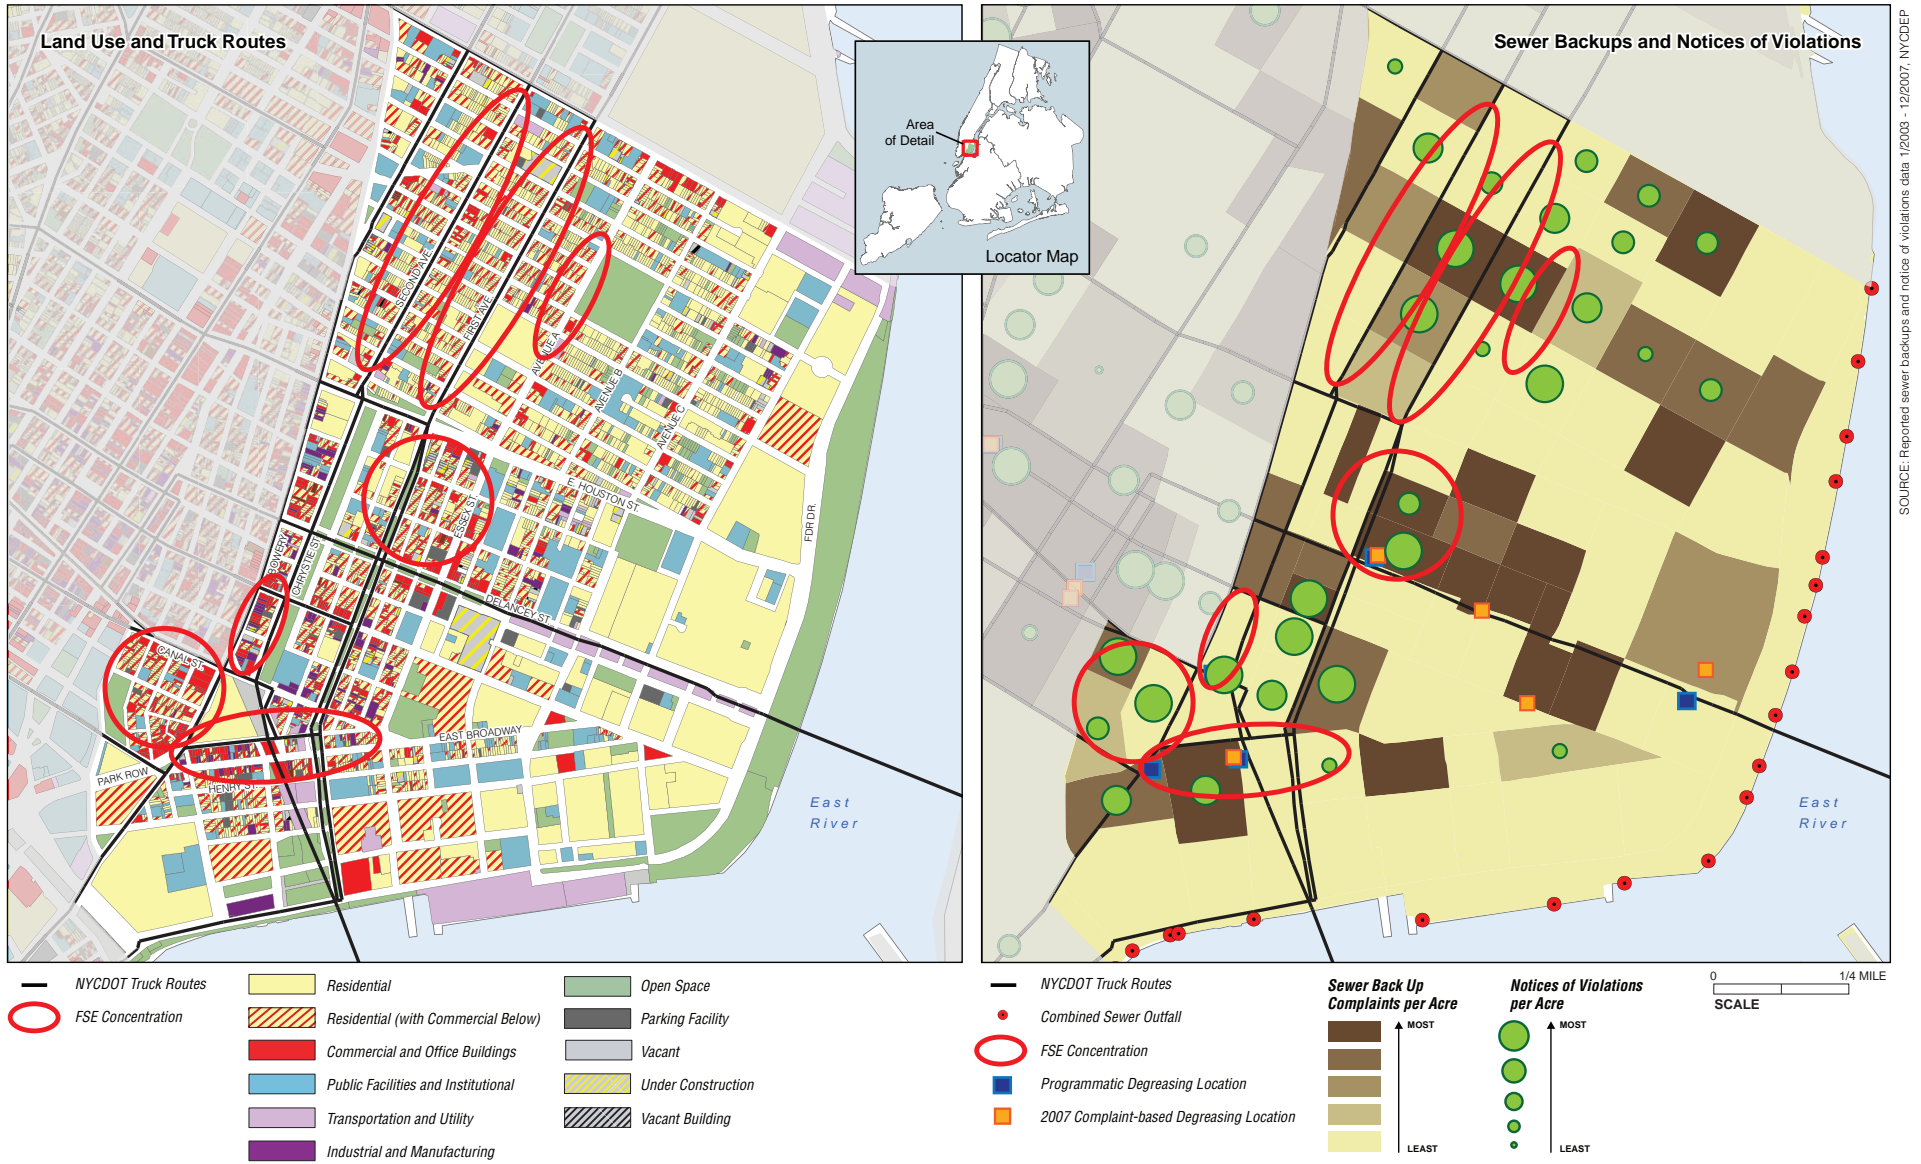 Land Use and Truck Routes
SECOND AVE.
FIRST AVE.
AVENUE A
AVENUE B
AVENUE C
E. HOUSTON ST.
ESSEX ST.
FDR DR.
BOWERY
CHRYSTIE ST.
DELANCEY ST.
CANAL ST.
EAST BROADWAY
PARK ROW
HENRY ST.
East
River
Area
of Detail
Locator Map
Sewer Backups and Notices of Violations
East
River
SOURCE: Reported sewer backups and notice of violations data 1/2003 - 12/2007, NYCDEP
NYCDOT Truck Routes
FSE Concentration
Residential
Residential (with Commercial Below)
Commercial and Office Buildings
Public Facilities and Institutional
Transportation and Utility
Industrial and Manufacturing
Open Space
Parking Facility
Vacant
Under Construction
Vacant Building
NYCDOT Truck Routes
Combined Sewer Outfall
FSE Concentration
Programmatic Degreasing Location
2007 Complaint-based Degreasing Location
Sewer Back Up
Complaints per Acre
MOST
LEAST
Notices of Violations
per Acre
MOST
LEAST
0 1/4 MILE
SCALE